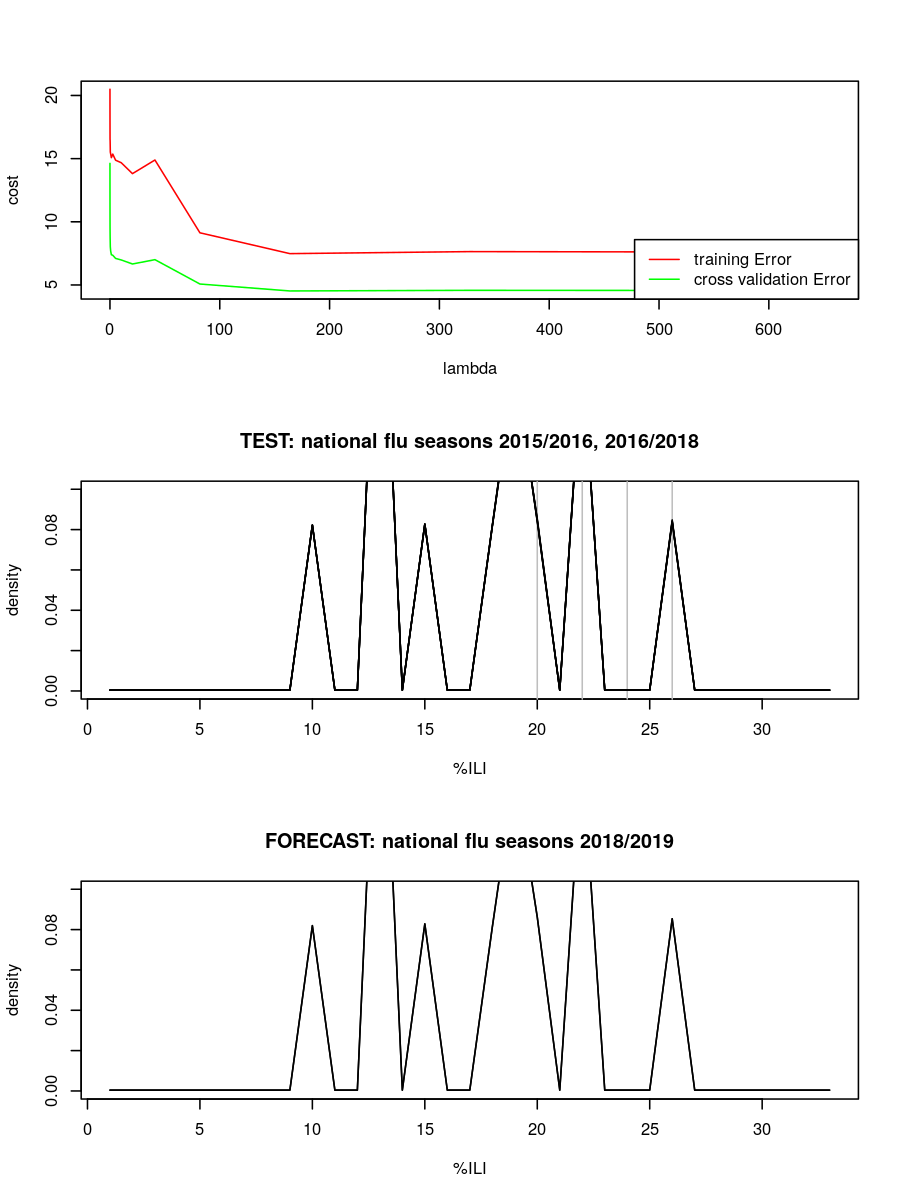 20
15
10
5
cost
training Error
cross validation Error
0 100 200 300 400 500 600
lambda
TEST: national flu seasons 2015/2016, 2016/2018
0.08
0.04
0.00
density
0 5 10 15 20 25 30
%ILI
FORECAST: national flu seasons 2018/2019
0.08
0.04
0.00
density
0 5 10 15 20 25 30
%ILI